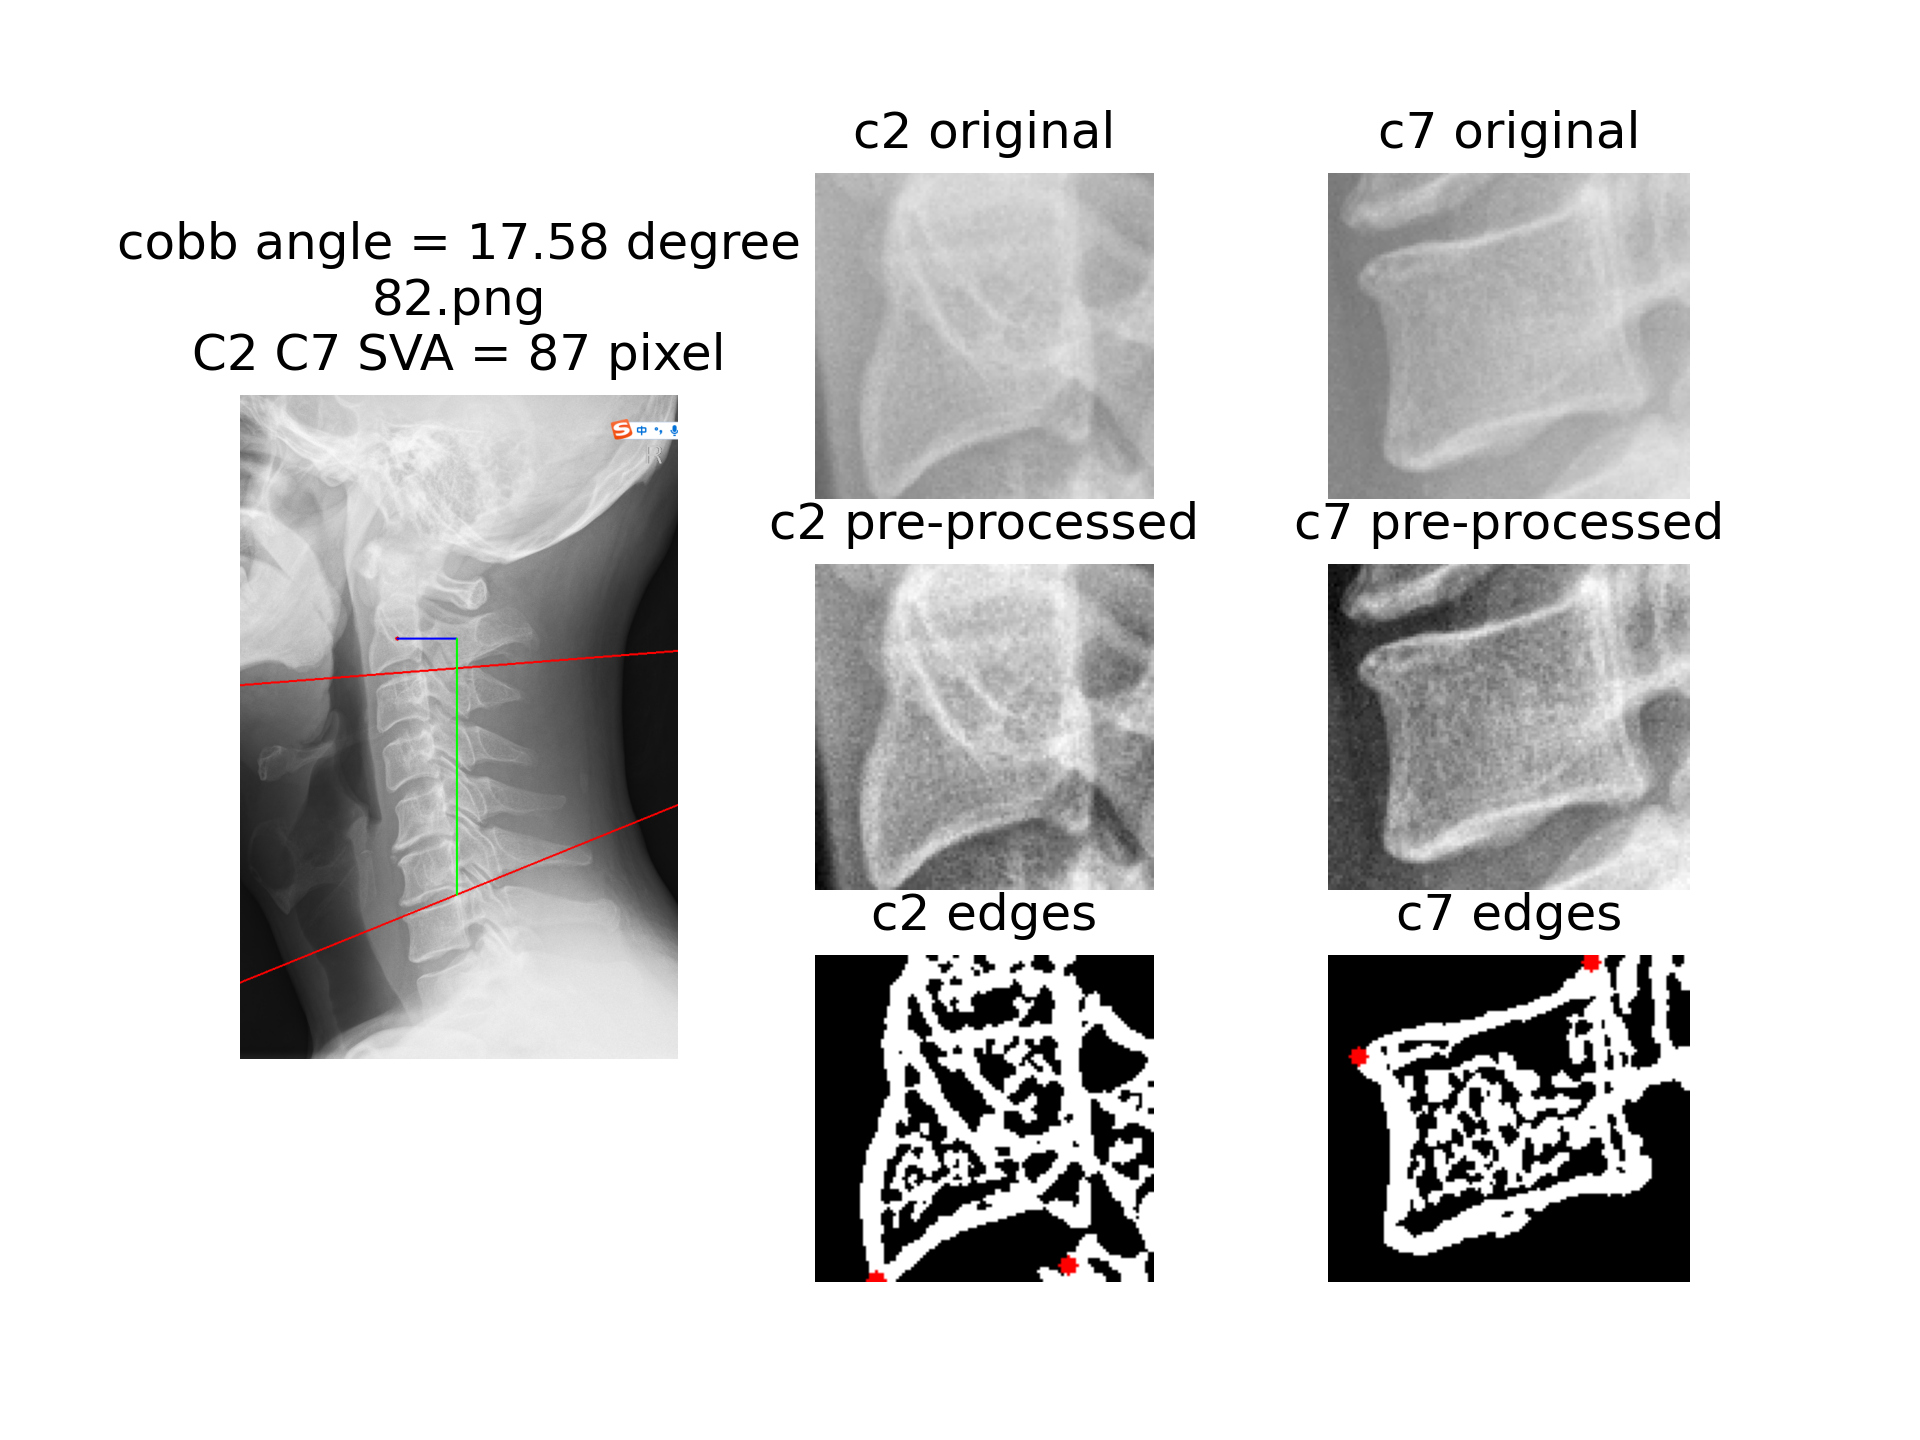 cobb angle = 17.58 degree
82.png
C2 C7 SVA = 87 pixel
S 中 °,
R
c2 original
c7 original
c2 pre-processed
c7 pre-processed
c2 edges
c7 edges